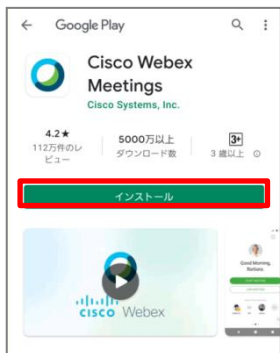 Google Play
Cisco Webex
Meetings
Cisco Systems, Inc.
4.2★
112万件のレ
ビュー
5000万以上
ダウンロード数
3+
3 歳以上
インストール
CISCO Webex
Good Morning,
Barbara